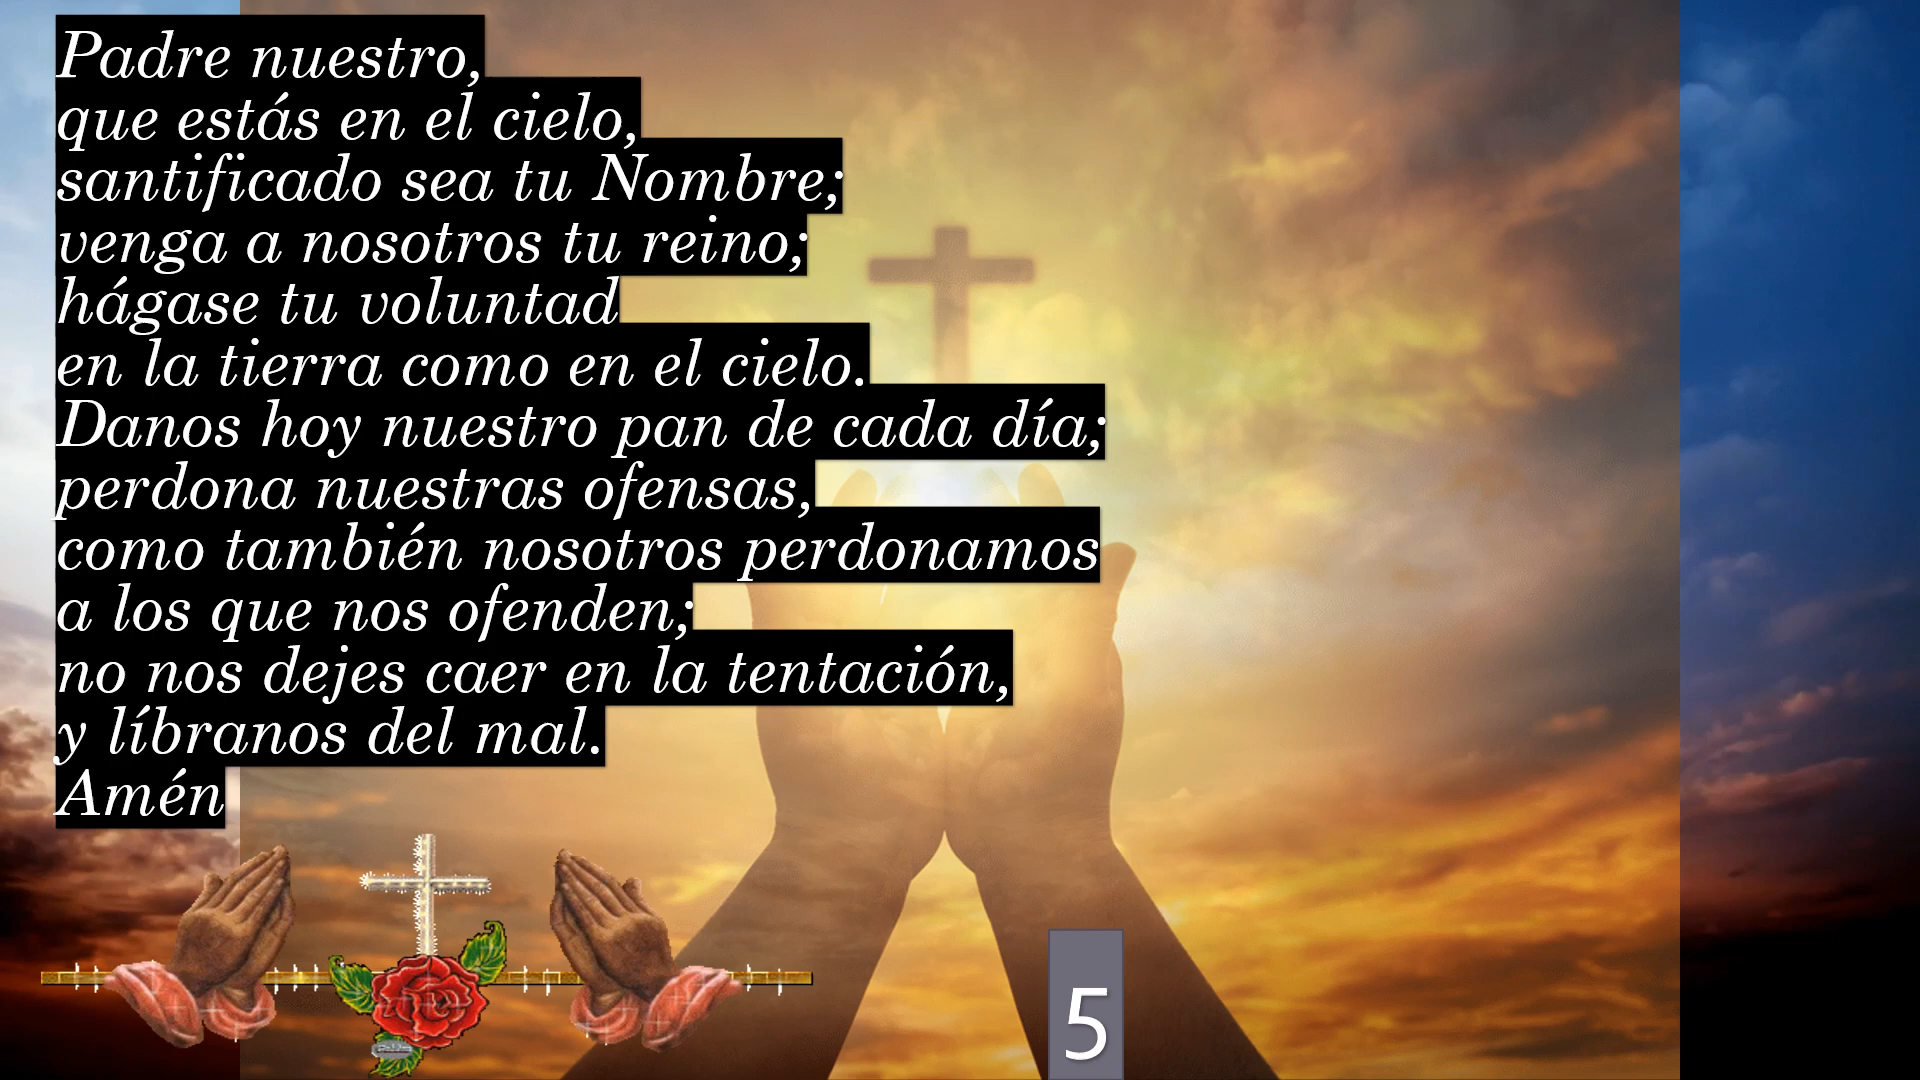 Padre nuestro,
que estás en el cielo,
santificado sea tu Nombre;
venga a nosotros tu reino;
hágase tu voluntad
en la tierra como en el cielo.
Danos hoy nuestro pan de cada día;
perdona nuestras ofensas,
como también nosotros perdonamos
a los que nos ofenden;
no nos dejes caer en la tentación,
y líbranos del mal.
Amén
5